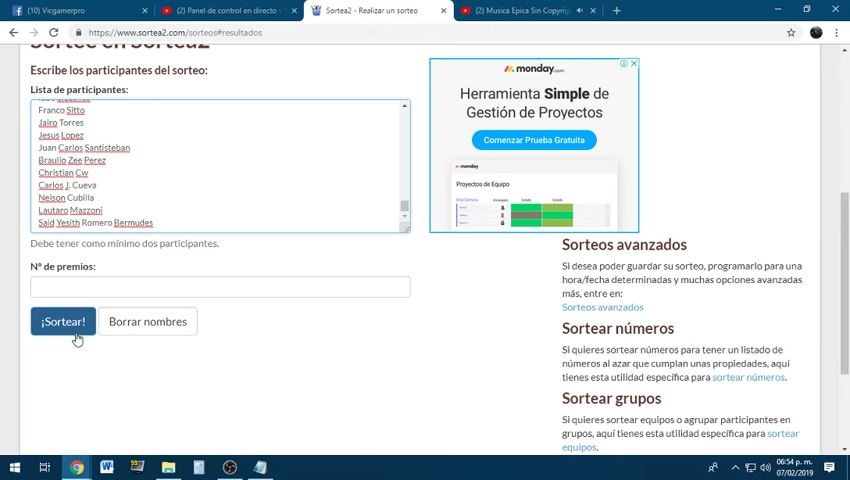 (10) Vicgamerpro
(2) Panel de control en directo -
Sortea2 - Realizar un sorteo
(2) Musica Epica Sin Copyrig
https://www.sortea2.com/sorteos#resultados
Sortee en Sortea2
Escribe los participantes del sorteo:
Lista de participantes:
Franco Sitto
Jairo Torres
Jesus Lopez
Juan Carlos Santisteban
Braulio Zee Perez
Christian Cw
Carlos J. Cueva
Nelson Cubilla
Lautaro Mazzoni
Said Yesith Romero Bermudes
Debe tener como mínimo dos participantes.
Nº de premios:
¡Sortear!
Borrar nombres
monday.com
Herramienta Simple de
Gestión de Proyectos
Comenzar Prueba Gratuita
monday
Proyectos de Equipo
Sorteos avanzados
Si desea poder guardar su sorteo, programarlo para una
hora/fecha determinadas y muchas opciones avanzadas
más, entre en:
Sorteos avanzados
Sortear números
Si quieres sortear números para tener un listado de
números al azar que cumplan unas propiedades, aquí
tienes esta utilidad específica para sortear números.
Sortear grupos
Si quieres sortear equipos o agrupar participantes en
grupos, aquí tienes esta utilidad específica para sortear
equipos.
06:54 p. m.
07/02/2019